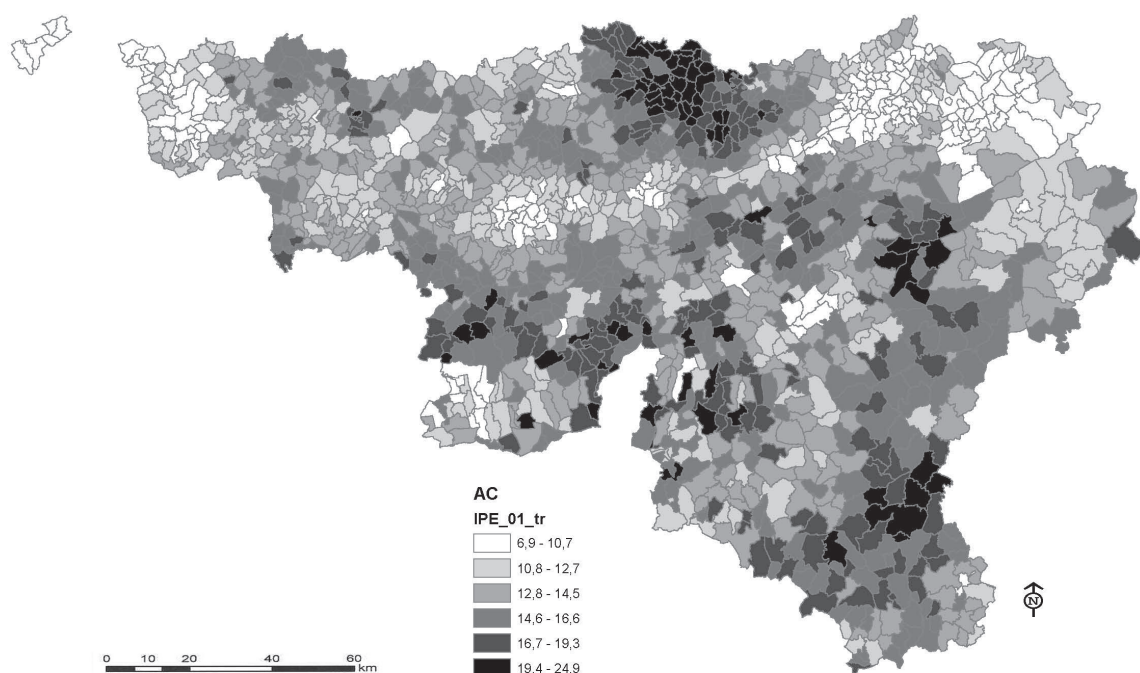 AC
IPE_01_tr
6,9 - 10,7
10,8 - 12,7
12,8 - 14,5
14,6 - 16,6
16,7 - 19,3
19,4 - 24,9
N
0 10 20 40 60
km